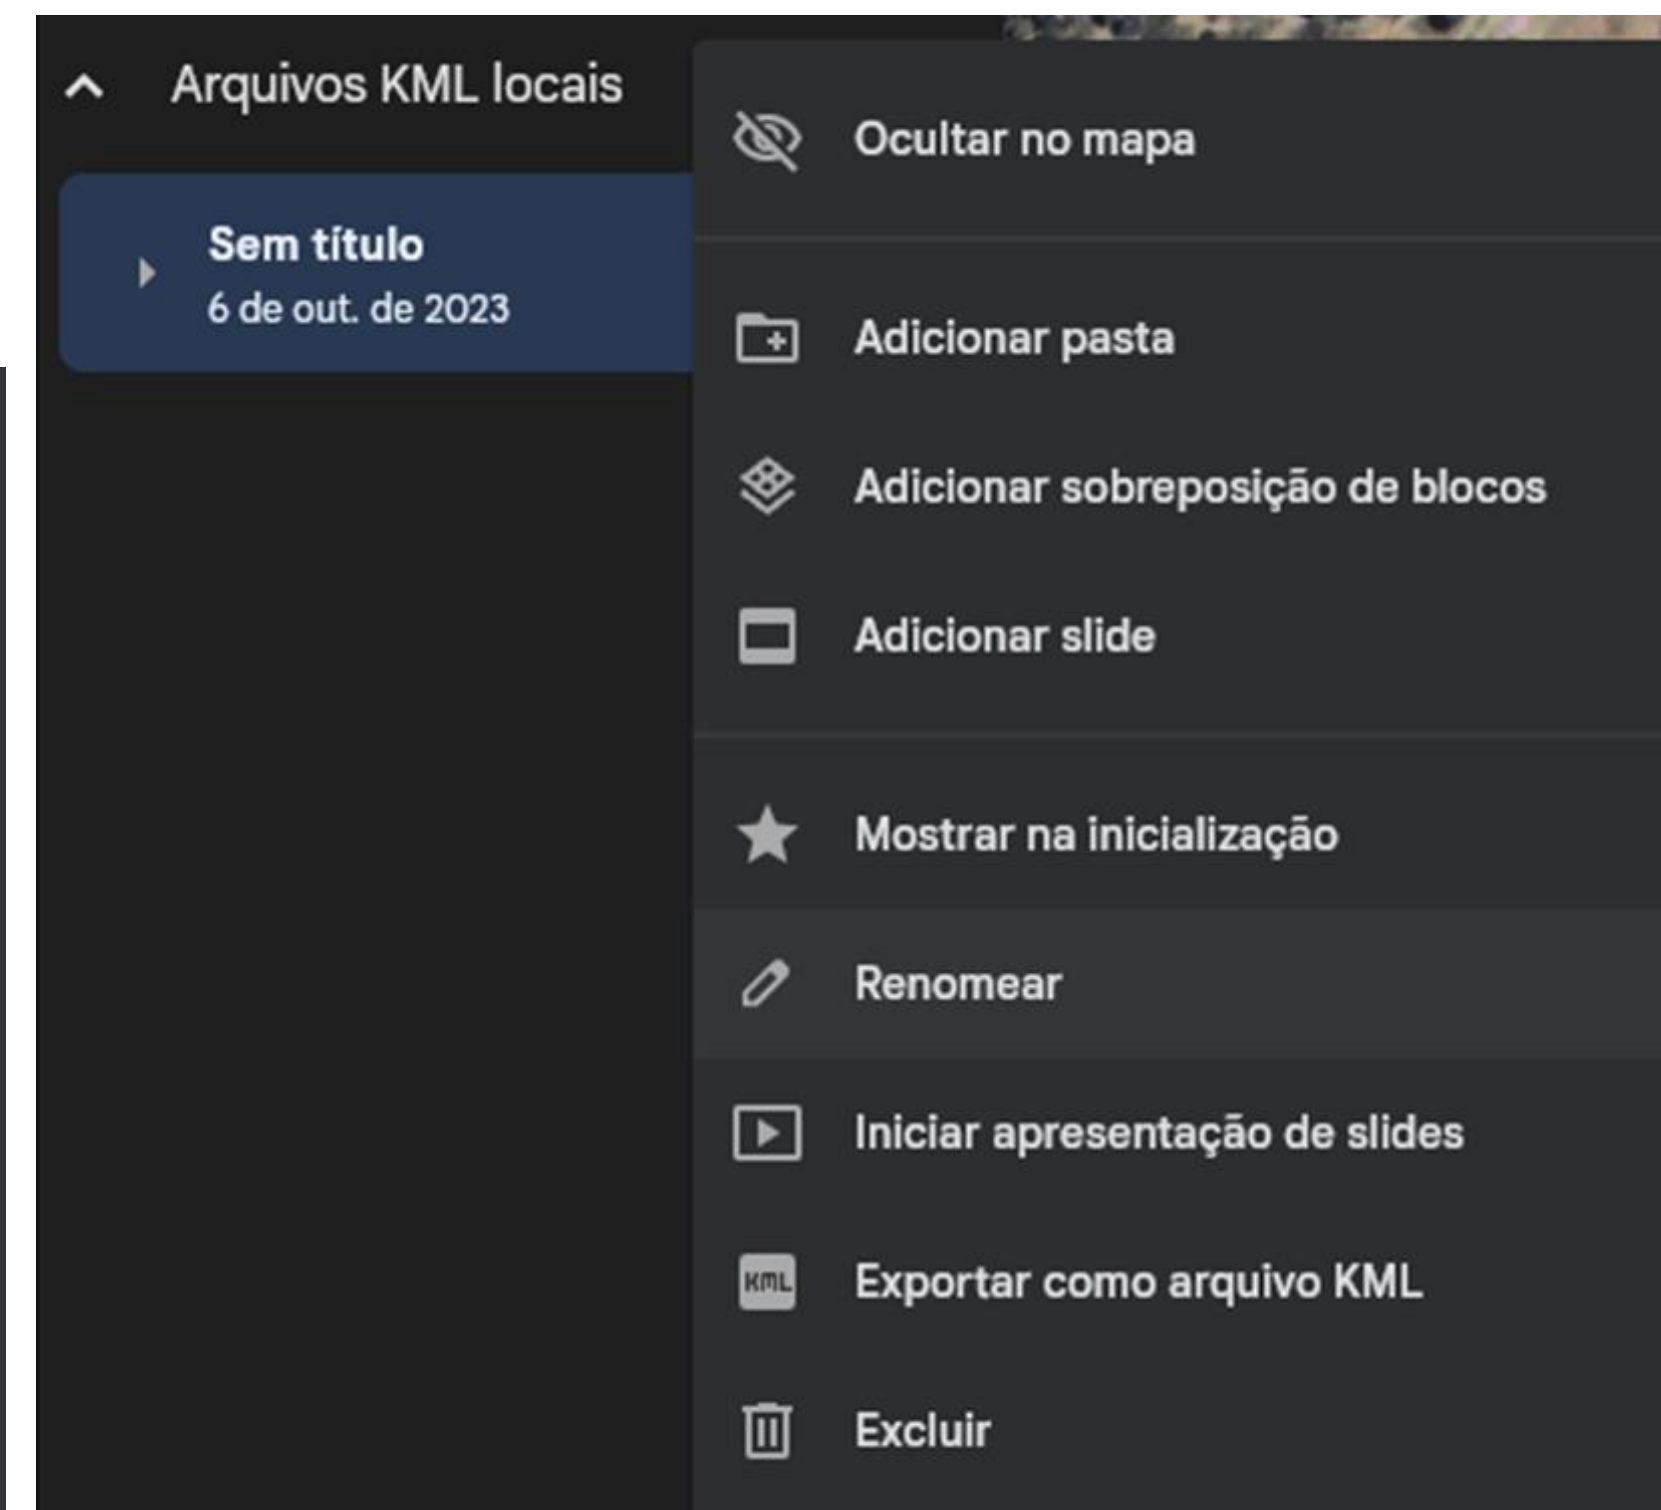 Arquivos KML locais
Sem título
6 de out. de 2023
Ocultar no mapa
Adicionar pasta
Adicionar sobreposição de blocos
Adicionar slide
Mostrar na inicialização
Renomear
Iniciar apresentação de slides
KML
Exportar como arquivo KML
Excluir